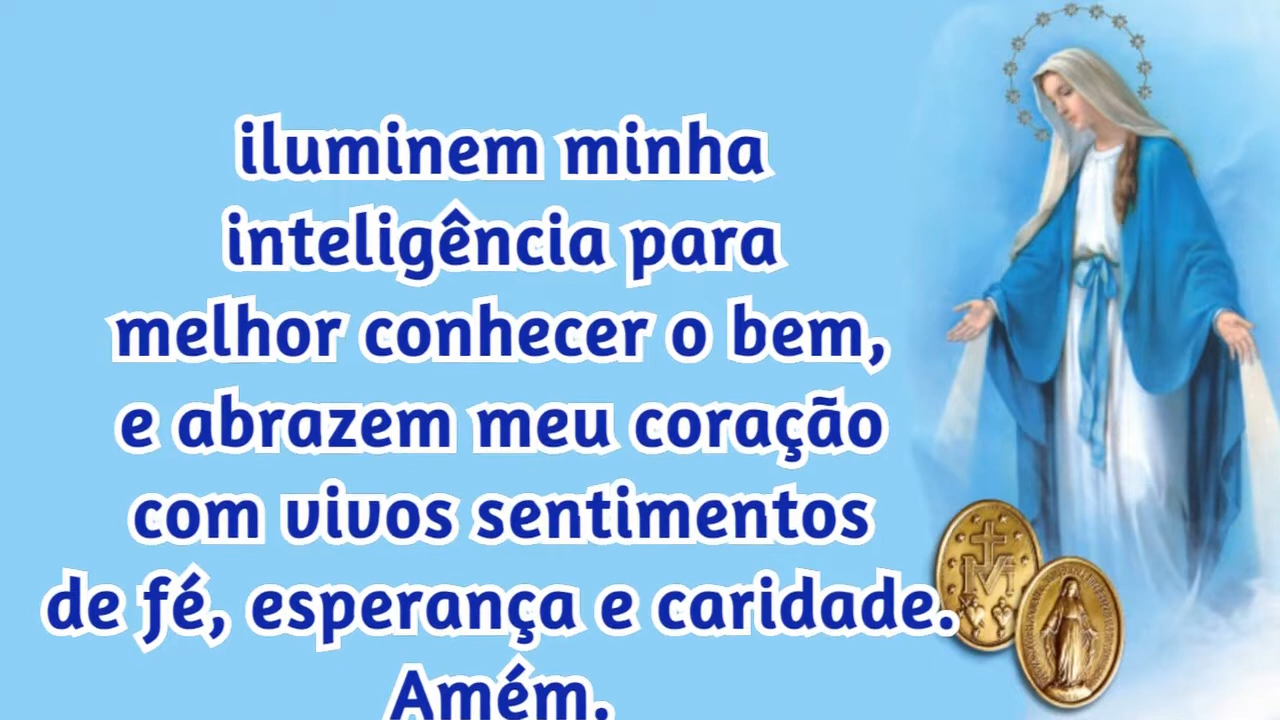 iluminem minha
inteligência para
melhor conhecer o bem,
e abrazem meu coração
com vivos sentimentos
de fé, esperança e caridade.
Amém.